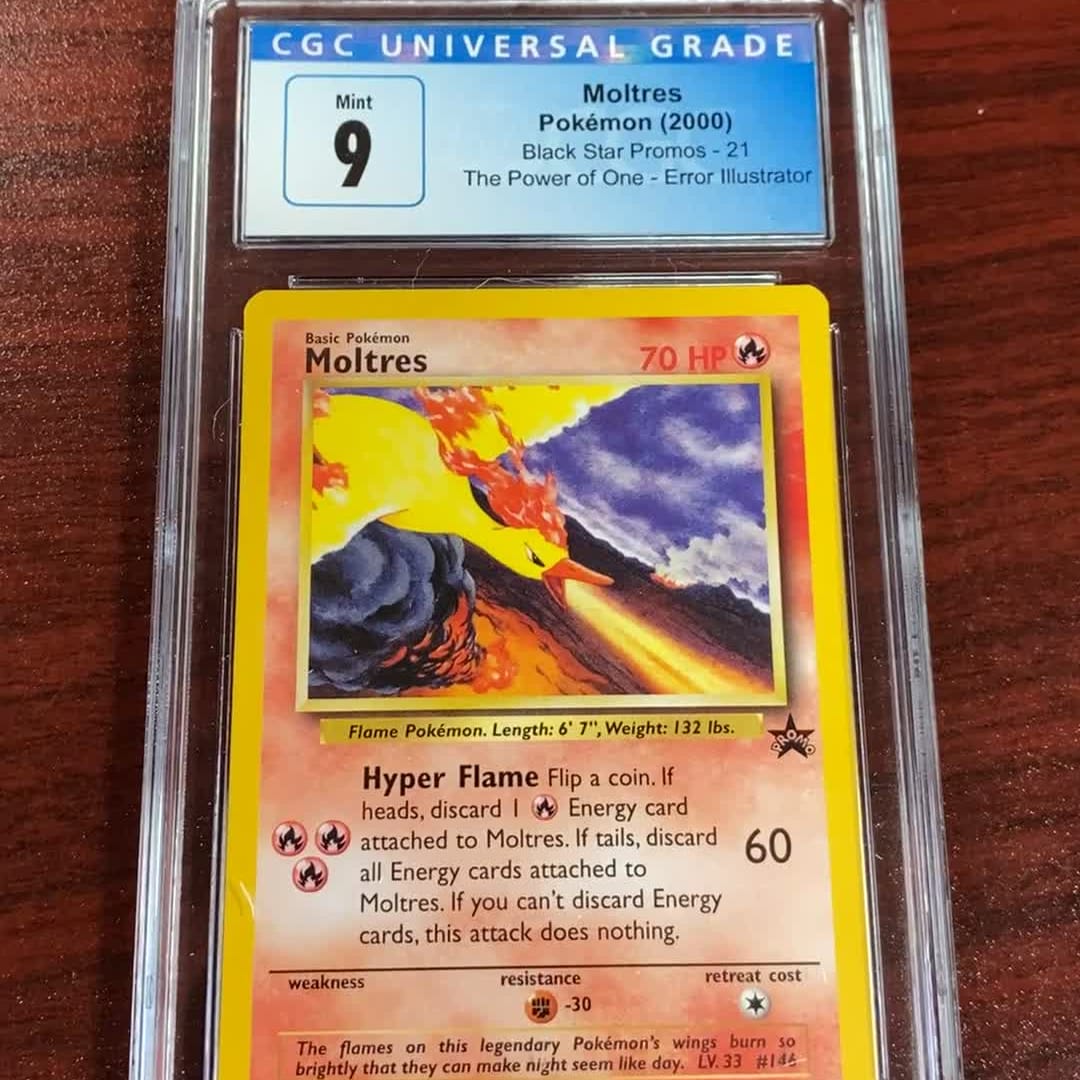 CGC UNIVERSAL GRADE
Mint
9
Moltres
Pokémon (2000)
Black Star Promos - 21
The Power of One - Error Illustrator
Basic Pokémon
Moltres
70 HP
Flame Pokémon. Length: 6' 7", Weight: 132 lbs.
PROMO
Hyper Flame Flip a coin. If
heads, discard 1 Energy card
attached to Moltres. If tails, discard
all Energy cards attached to
Moltres. If you can't discard Energy
cards, this attack does nothing.
60
weakness
resistance
retreat cost
-30
The flames on this legendary Pokémon's wings burn so
brightly that they can make night seem like day. LV. 33 #146